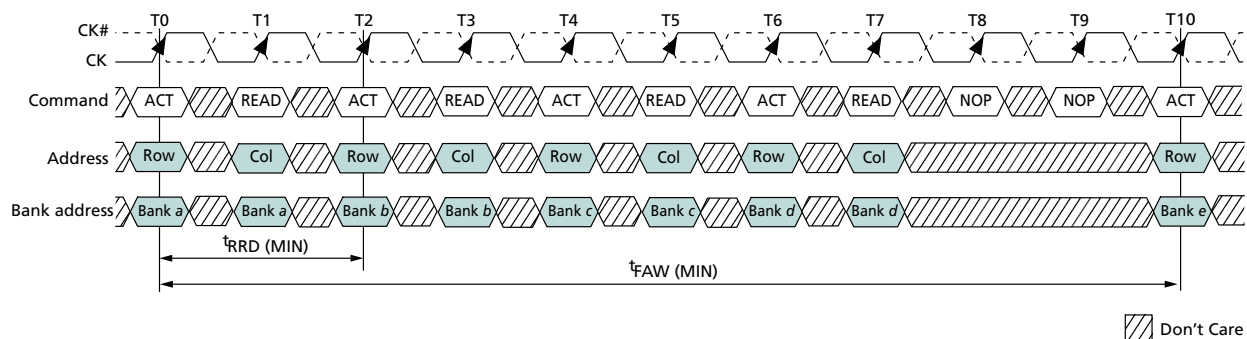 T0 T1 T2 T3 T4 T5 T6 T7 T8 T9 T10
CK#
CK
Command ACT READ ACT READ ACT READ ACT READ NOP NOP ACT
Address Row Col Row Col Row Col Row Col Row
Bank address Bank a Bank a Bank b Bank b Bank c Bank c Bank d Bank d Bank e
tRRD (MIN)
tFAW (MIN)
Don't Care